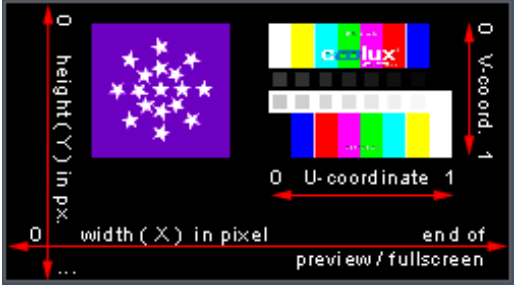 0
height(Y) in px.
...
coolux
0 V-coord. 1
0 U-coordinate 1
0 width(X) in pixel end of
preview/fullscreen